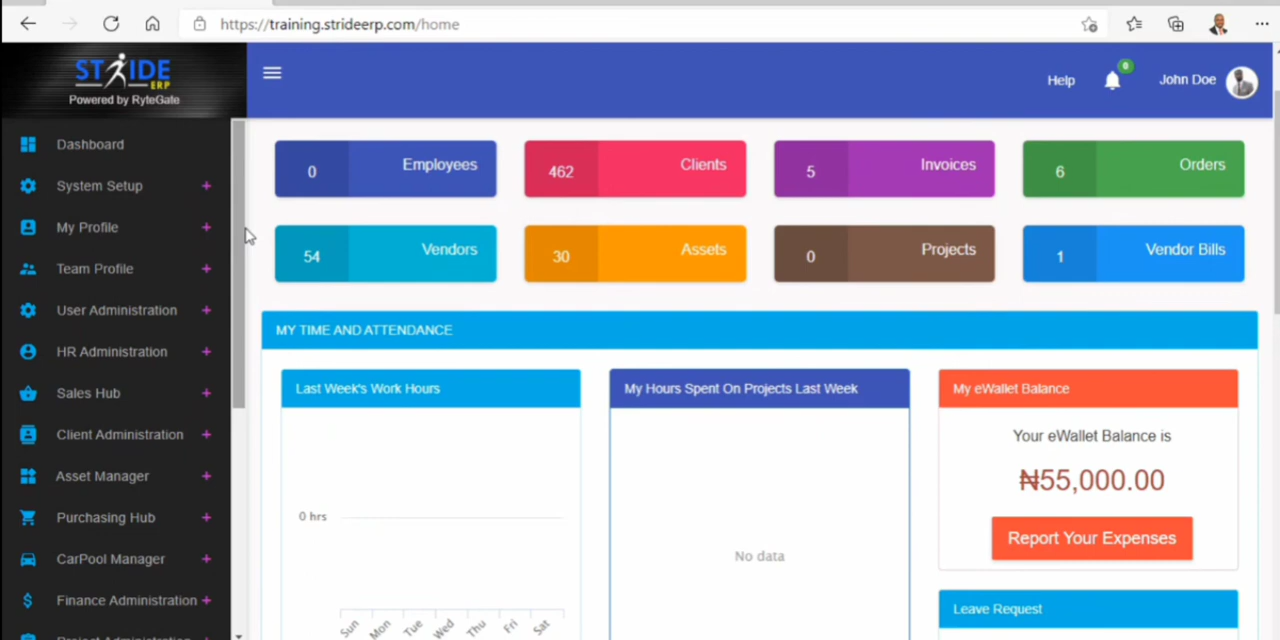 https://training.strideerp.com/home
STRIDE
ERP
Powered by RyteGate
Help
0
John Doe
Dashboard
System Setup +
My Profile +
Team Profile +
User Administration +
HR Administration +
Sales Hub +
Client Administration +
Asset Manager +
Purchasing Hub +
CarPool Manager +
Finance Administration +
Project Administration
0 Employees
462 Clients
5 Invoices
6 Orders
54 Vendors
30 Assets
0 Projects
1 Vendor Bills
MY TIME AND ATTENDANCE
Last Week's Work Hours
0 hrs
Sun Mon Tue Wed Thu Fri Sat
My Hours Spent On Projects Last Week
No data
My eWallet Balance
Your eWallet Balance is
₦55,000.00
Report Your Expenses
Leave Request